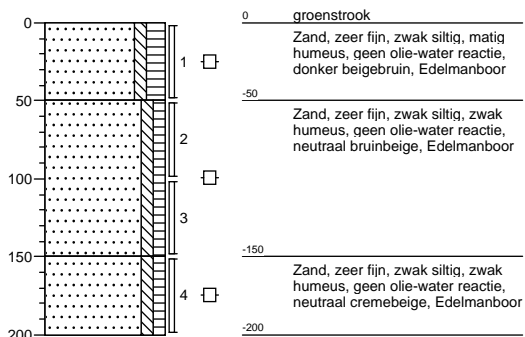 0
50
100
150
200
1
2
3
4
0 groenstrook
Zand, zeer fijn, zwak siltig, matig
humeus, geen olie-water reactie,
donker beigebruin, Edelmanboor
-50
Zand, zeer fijn, zwak siltig, zwak
humeus, geen olie-water reactie,
neutraal bruinbeige, Edelmanboor
-150
Zand, zeer fijn, zwak siltig, zwak
humeus, geen olie-water reactie,
neutraal cremebeige, Edelmanboor
-200